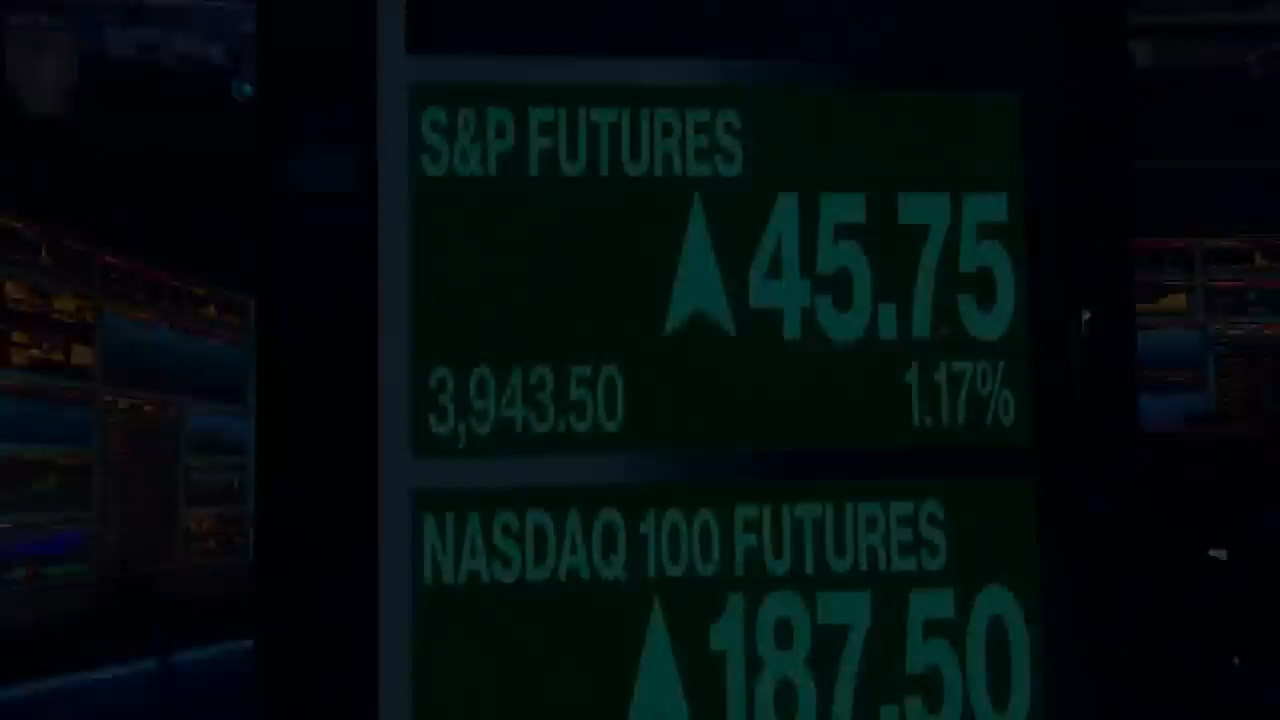 S&P FUTURES
▲45.75
3,943.50 1.17%
NASDAQ 100 FUTURES
▲187.50